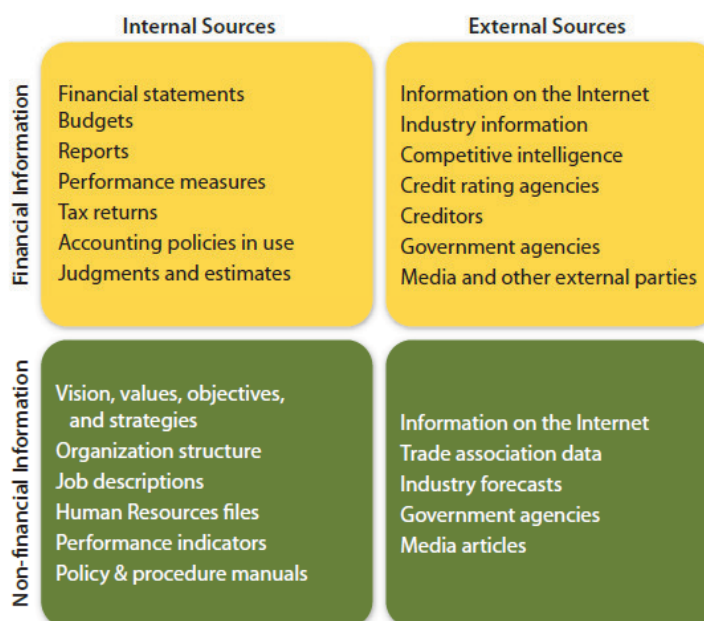 Internal Sources
External Sources
Financial Information
Financial statements
Budgets
Reports
Performance measures
Tax returns
Accounting policies in use
Judgments and estimates
Information on the Internet
Industry information
Competitive intelligence
Credit rating agencies
Creditors
Government agencies
Media and other external parties
Non-financial Information
Vision, values, objectives,
and strategies
Organization structure
Job descriptions
Human Resources files
Performance indicators
Policy & procedure manuals
Information on the Internet
Trade association data
Industry forecasts
Government agencies
Media articles